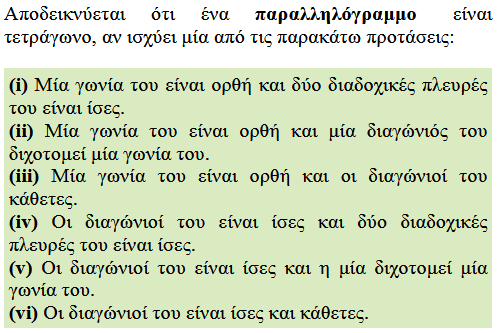 Αποδεικνύεται ότι ένα παραλληλόγραμμο είναι
τετράγωνο, αν ισχύει μία από τις παρακάτω προτάσεις:
(i) Μία γωνία του είναι ορθή και δύο διαδοχικές πλευρές
του είναι ίσες.
(ii) Μία γωνία του είναι ορθή και μία διαγώνιός του
διχοτομεί μία γωνία του.
(iii) Μία γωνία του είναι ορθή και οι διαγώνιοί του
κάθετες.
(iv) Οι διαγώνιοί του είναι ίσες και δύο διαδοχικές
πλευρές του είναι ίσες.
(v) Οι διαγώνιοί του είναι ίσες και η μία διχοτομεί μία
γωνία του.
(vi) Οι διαγώνιοί του είναι ίσες και κάθετες.